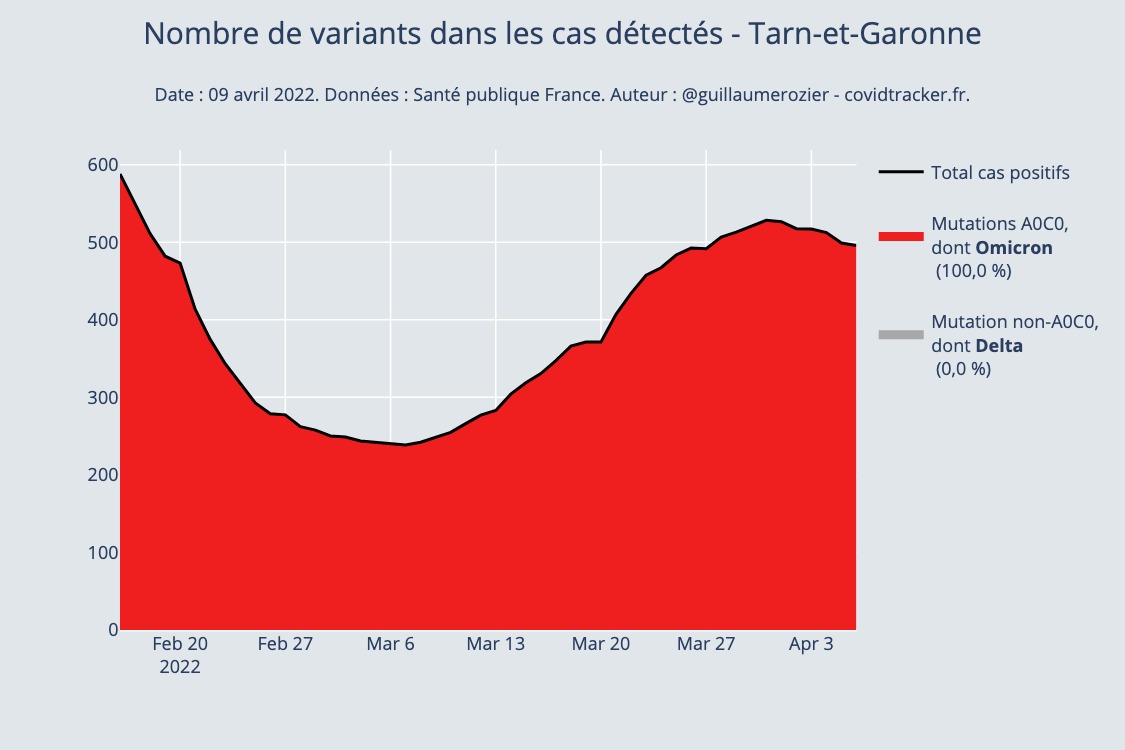 Nombre de variants dans les cas détectés - Tarn-et-Garonne
Date : 09 avril 2022. Données : Santé publique France. Auteur : @guillaumerozier - covidtracker.fr.
600
500
400
300
200
100
0
Feb 20
2022
Feb 27
Mar 6
Mar 13
Mar 20
Mar 27
Apr 3
Total cas positifs
Mutations A0C0,
dont Omicron
(100,0 %)
Mutation non-A0C0,
dont Delta
(0,0 %)